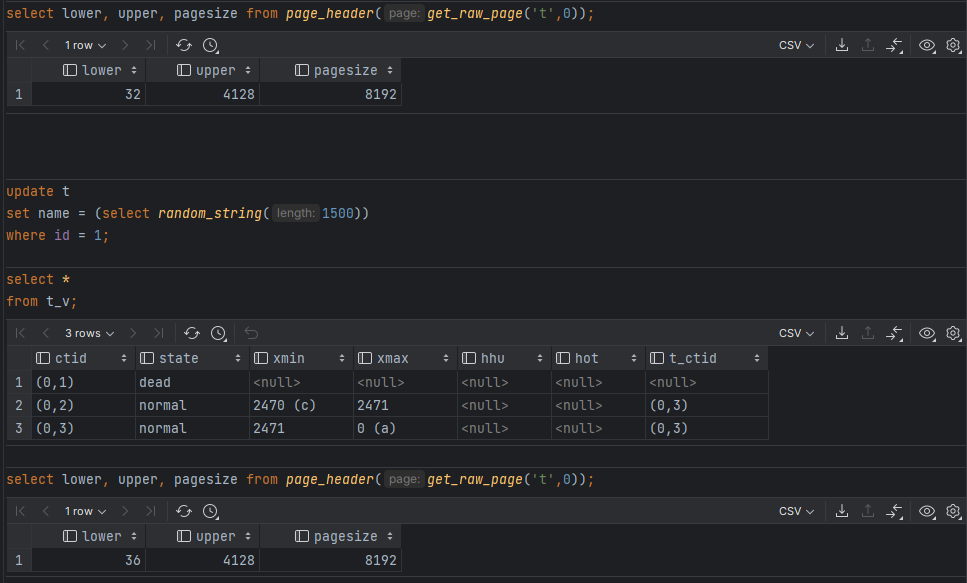 select lower, upper, pagesize from page_header( page: get_raw_page('t',0));
1 row CSV
lower upper pagesize
1 32 4128 8192
update t
set name = (select random_string( length: 1500))
where id = 1;
select *
from t_v;
3 rows CSV
ctid state xmin xmax hhu hot t_ctid
1 (0,1) dead <null> <null> <null> <null> <null>
2 (0,2) normal 2470 (c) 2471 <null> <null> (0,3)
3 (0,3) normal 2471 0 (a) <null> <null> (0,3)
select lower, upper, pagesize from page_header( page: get_raw_page('t',0));
1 row CSV
lower upper pagesize
1 36 4128 8192